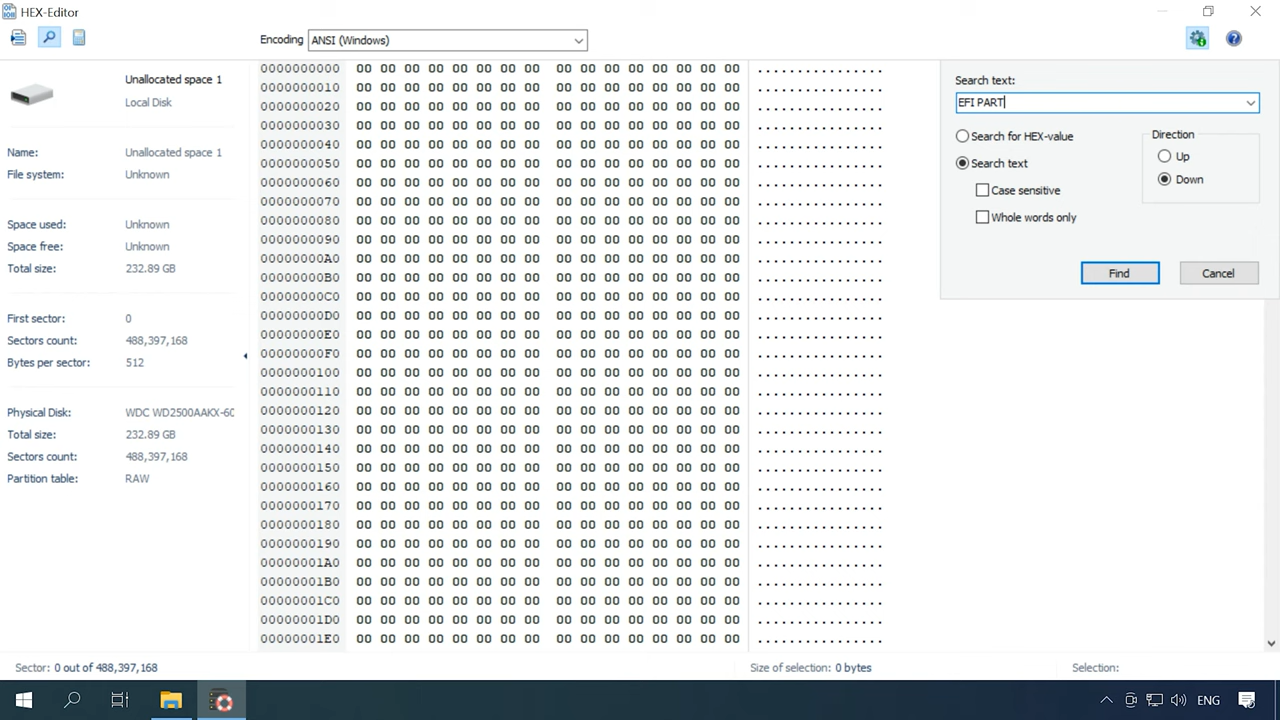 HEX-Editor
Encoding ANSI (Windows)
Unallocated space 1
Local Disk
Name: Unallocated space 1
File system: Unknown
Space used: Unknown
Space free: Unknown
Total size: 232.89 GB
First sector: 0
Sectors count: 488,397,168
Bytes per sector: 512
Physical Disk: WDC WD2500AAKX-60
Total size: 232.89 GB
Sectors count: 488,397,168
Partition table: RAW
0000000000 00 00 00 00 00 00 00 00 00 00 00 00 00 00 00 00 ................
0000000010 00 00 00 00 00 00 00 00 00 00 00 00 00 00 00 00 ................
0000000020 00 00 00 00 00 00 00 00 00 00 00 00 00 00 00 00 ................
0000000030 00 00 00 00 00 00 00 00 00 00 00 00 00 00 00 00 ................
0000000040 00 00 00 00 00 00 00 00 00 00 00 00 00 00 00 00 ................
0000000050 00 00 00 00 00 00 00 00 00 00 00 00 00 00 00 00 ................
0000000060 00 00 00 00 00 00 00 00 00 00 00 00 00 00 00 00 ................
0000000070 00 00 00 00 00 00 00 00 00 00 00 00 00 00 00 00 ................
0000000080 00 00 00 00 00 00 00 00 00 00 00 00 00 00 00 00 ................
0000000090 00 00 00 00 00 00 00 00 00 00 00 00 00 00 00 00 ................
00000000A0 00 00 00 00 00 00 00 00 00 00 00 00 00 00 00 00 ................
00000000B0 00 00 00 00 00 00 00 00 00 00 00 00 00 00 00 00 ................
00000000C0 00 00 00 00 00 00 00 00 00 00 00 00 00 00 00 00 ................
00000000D0 00 00 00 00 00 00 00 00 00 00 00 00 00 00 00 00 ................
00000000E0 00 00 00 00 00 00 00 00 00 00 00 00 00 00 00 00 ................
00000000F0 00 00 00 00 00 00 00 00 00 00 00 00 00 00 00 00 ................
0000000100 00 00 00 00 00 00 00 00 00 00 00 00 00 00 00 00 ................
0000000110 00 00 00 00 00 00 00 00 00 00 00 00 00 00 00 00 ................
0000000120 00 00 00 00 00 00 00 00 00 00 00 00 00 00 00 00 ................
0000000130 00 00 00 00 00 00 00 00 00 00 00 00 00 00 00 00 ................
0000000140 00 00 00 00 00 00 00 00 00 00 00 00 00 00 00 00 ................
0000000150 00 00 00 00 00 00 00 00 00 00 00 00 00 00 00 00 ................
0000000160 00 00 00 00 00 00 00 00 00 00 00 00 00 00 00 00 ................
0000000170 00 00 00 00 00 00 00 00 00 00 00 00 00 00 00 00 ................
0000000180 00 00 00 00 00 00 00 00 00 00 00 00 00 00 00 00 ................
0000000190 00 00 00 00 00 00 00 00 00 00 00 00 00 00 00 00 ................
00000001A0 00 00 00 00 00 00 00 00 00 00 00 00 00 00 00 00 ................
00000001B0 00 00 00 00 00 00 00 00 00 00 00 00 00 00 00 00 ................
00000001C0 00 00 00 00 00 00 00 00 00 00 00 00 00 00 00 00 ................
00000001D0 00 00 00 00 00 00 00 00 00 00 00 00 00 00 00 00 ................
00000001E0 00 00 00 00 00 00 00 00 00 00 00 00 00 00 00 00 ................
Search text:
EFI PART
Search for HEX-value
Search text
Case sensitive
Whole words only
Direction
Up
Down
Find
Cancel
Sector: 0 out of 488,397,168
Size of selection: 0 bytes
Selection:
ENG